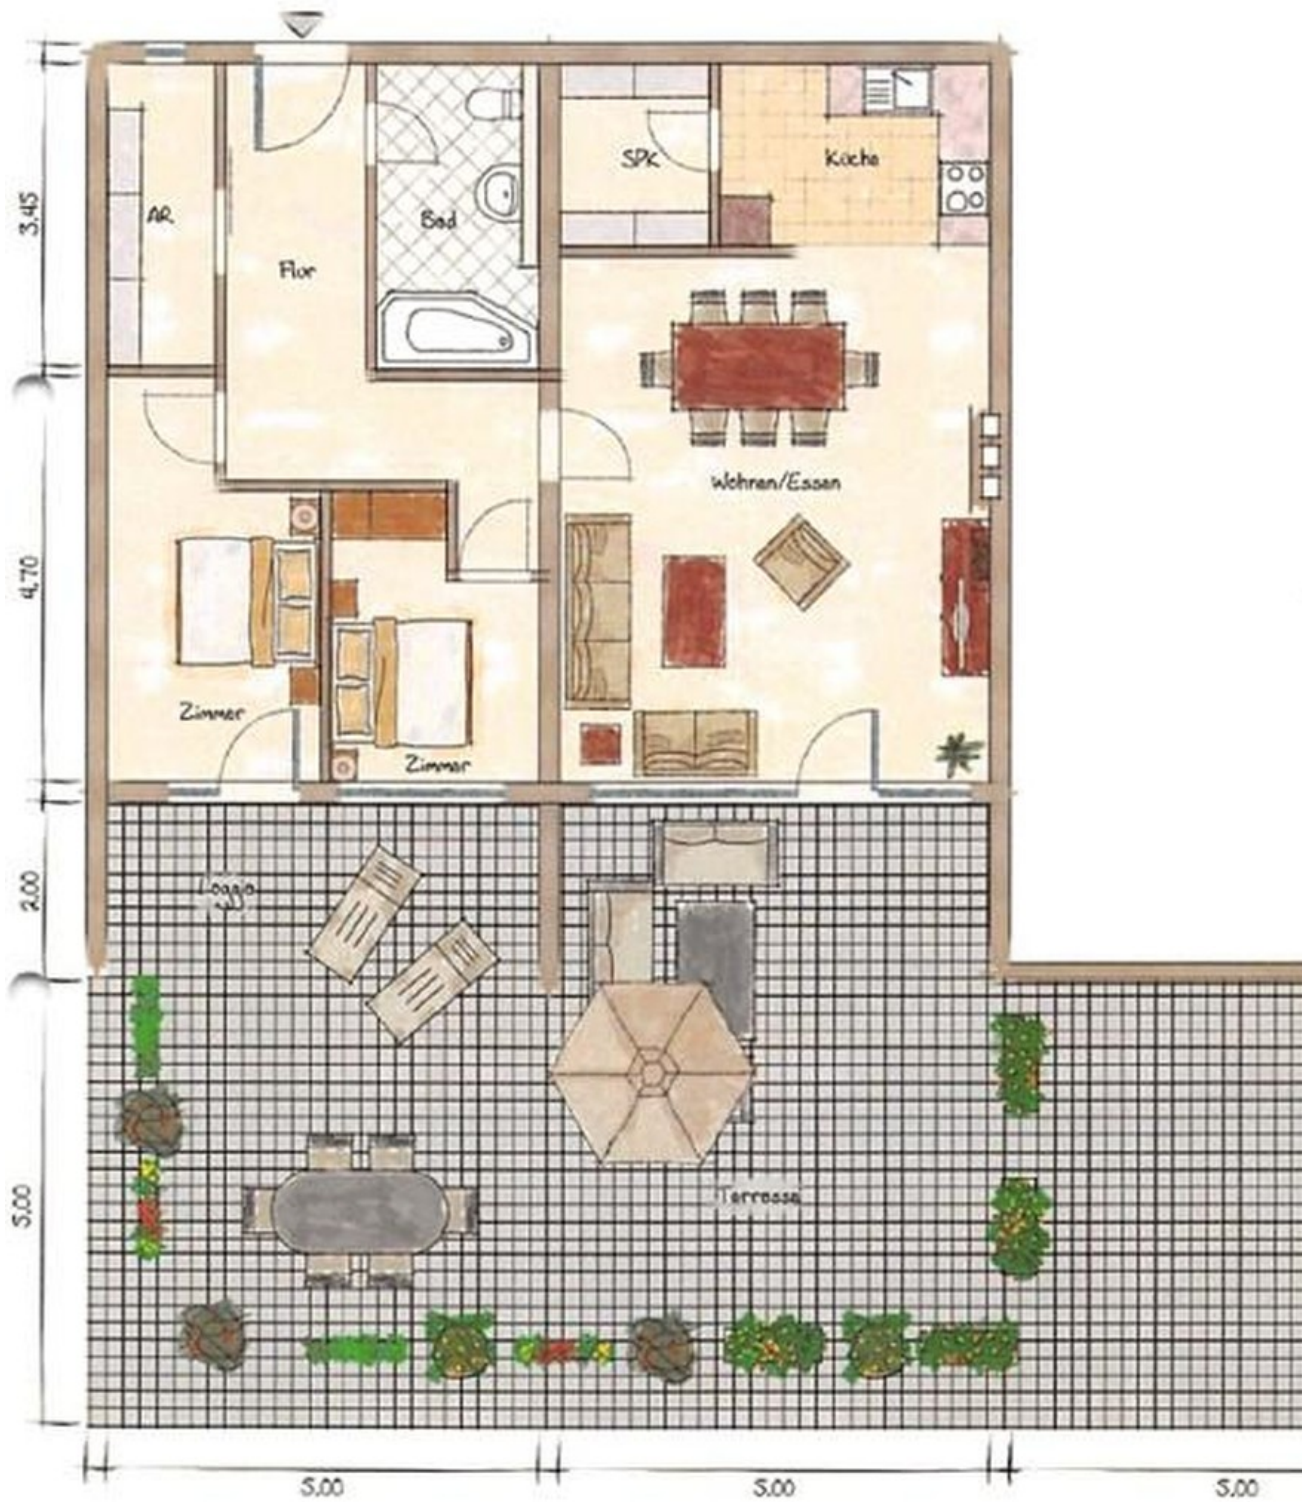 3.45
AR
Flur
Bad
SPK
Küche
Wohnen/Essen
4.70
Zimmer
Zimmer
2.00
Loggia
5.00
Terrasse
5.00
5.00
5.00